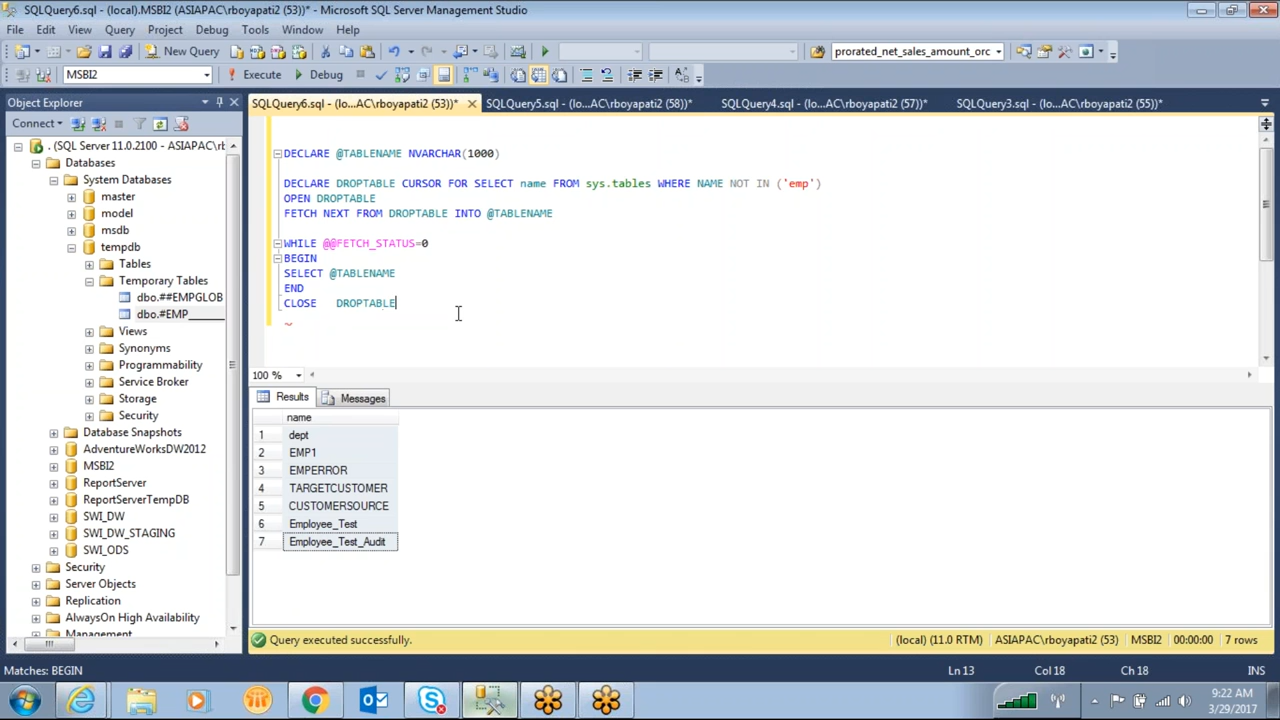 SQLQuery6.sql - (local).MSBI2 (ASIAPAC\rboyapati2 (53))* - Microsoft SQL Server Management Studio
File Edit View Query Project Debug Tools Window Help
New Query prorated_net_sales_amount_orc
MSBI2 Execute Debug
Object Explorer
SQLQuery6.sql - (lo...AC\rboyapati2 (53))* SQLQuery5.sql - (lo...AC\rboyapati2 (58))* SQLQuery4.sql - (lo...AC\rboyapati2 (57))* SQLQuery3.sql - (lo...AC\rboyapati2 (55))*
Connect
. (SQL Server 11.0.2100 - ASIAPAC\rb
Databases
System Databases
master
model
msdb
tempdb
Tables
Temporary Tables
dbo.##EMPGLOB
dbo.#EMP______
Views
Synonyms
Programmability
Service Broker
Storage
Security
Database Snapshots
AdventureWorksDW2012
MSBI2
ReportServer
ReportServerTempDB
SWI_DW
SWI_DW_STAGING
SWI_ODS
Security
Server Objects
Replication
AlwaysOn High Availability
Management
DECLARE @TABLENAME NVARCHAR(1000)
DECLARE DROPTABLE CURSOR FOR SELECT name FROM sys.tables WHERE NAME NOT IN ('emp')
OPEN DROPTABLE
FETCH NEXT FROM DROPTABLE INTO @TABLENAME
WHILE @@FETCH_STATUS=0
BEGIN
SELECT @TABLENAME
END
CLOSE   DROPTABLE
100 %
Results Messages
name
1 dept
2 EMP1
3 EMPERROR
4 TARGETCUSTOMER
5 CUSTOMERSOURCE
6 Employee_Test
7 Employee_Test_Audit
Query executed successfully. (local) (11.0 RTM) ASIAPAC\rboyapati2 (53) MSBI2 00:00:00 7 rows
Matches: BEGIN Ln 13 Col 18 Ch 18 INS
9:22 AM
3/29/2017